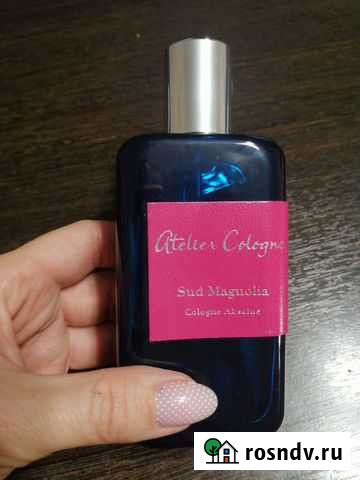 Atelier Cologne
Sud Magnolia
Cologne Absolue
rosndv.ru